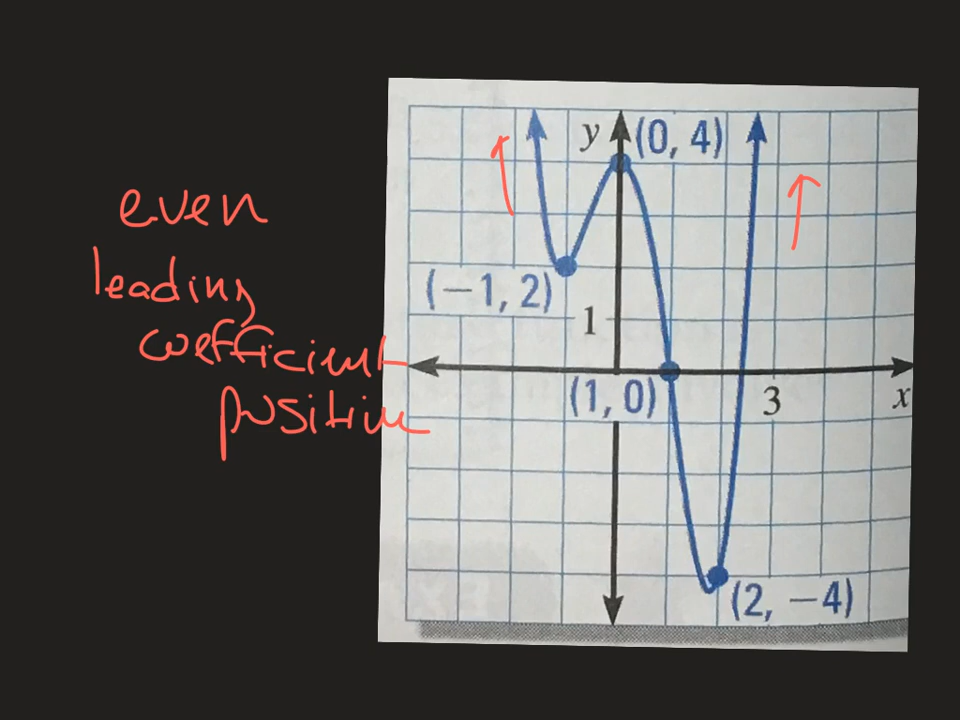 even
leading
coefficient
positive
y
(0, 4)
(−1, 2)
1
(1, 0)
3
x
(2, −4)